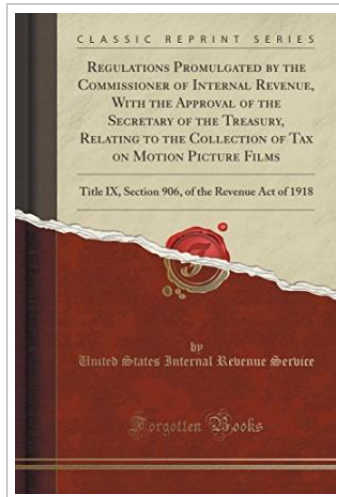 CLASSIC REPRINT SERIES
REGULATIONS PROMULGATED BY THE
COMMISSIONER OF INTERNAL REVENUE,
WITH THE APPROVAL OF THE
SECRETARY OF THE TREASURY,
RELATING TO THE COLLECTION OF TAX
ON MOTION PICTURE FILMS
Title IX, Section 906, of the Revenue Act of 1918
by
United States Internal Revenue Service
Forgotten Books